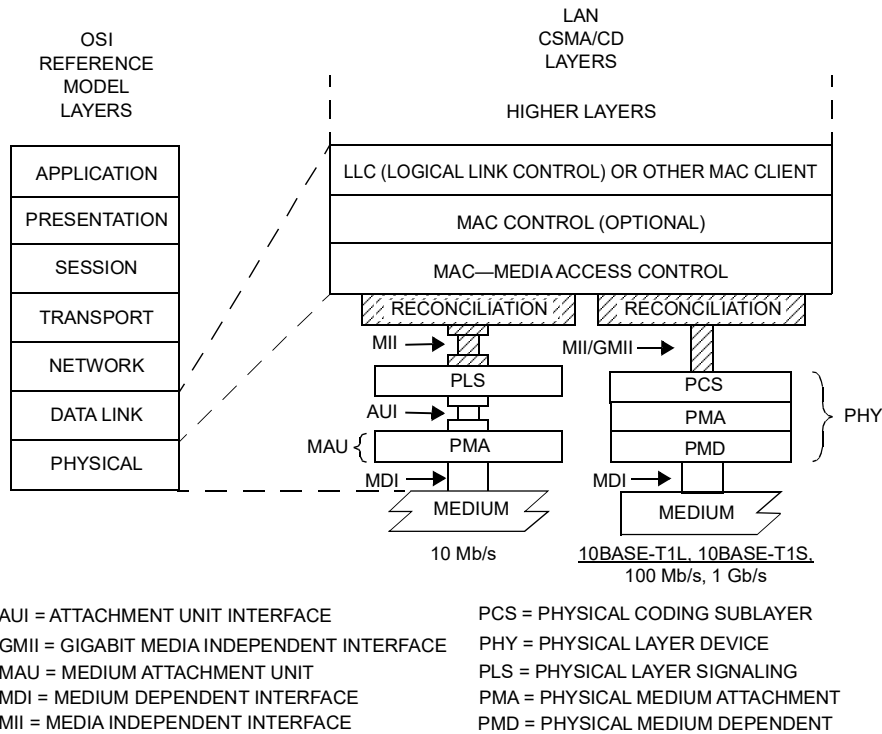 OSI
REFERENCE
MODEL
LAYERS
APPLICATION
PRESENTATION
SESSION
TRANSPORT
NETWORK
DATA LINK
PHYSICAL
LAN
CSMA/CD
LAYERS
HIGHER LAYERS
LLC (LOGICAL LINK CONTROL) OR OTHER MAC CLIENT
MAC CONTROL (OPTIONAL)
MAC—MEDIA ACCESS CONTROL
RECONCILIATION
MII
PLS
AUI
MAU
PMA
MDI
MEDIUM
10 Mb/s
RECONCILIATION
MII/GMII
PCS
PMA
PMD
PHY
MDI
MEDIUM
10BASE-T1L, 10BASE-T1S,
100 Mb/s, 1 Gb/s
AUI = ATTACHMENT UNIT INTERFACE
GMII = GIGABIT MEDIA INDEPENDENT INTERFACE
MAU = MEDIUM ATTACHMENT UNIT
MDI = MEDIUM DEPENDENT INTERFACE
MII = MEDIA INDEPENDENT INTERFACE
PCS = PHYSICAL CODING SUBLAYER
PHY = PHYSICAL LAYER DEVICE
PLS = PHYSICAL LAYER SIGNALING
PMA = PHYSICAL MEDIUM ATTACHMENT
PMD = PHYSICAL MEDIUM DEPENDENT